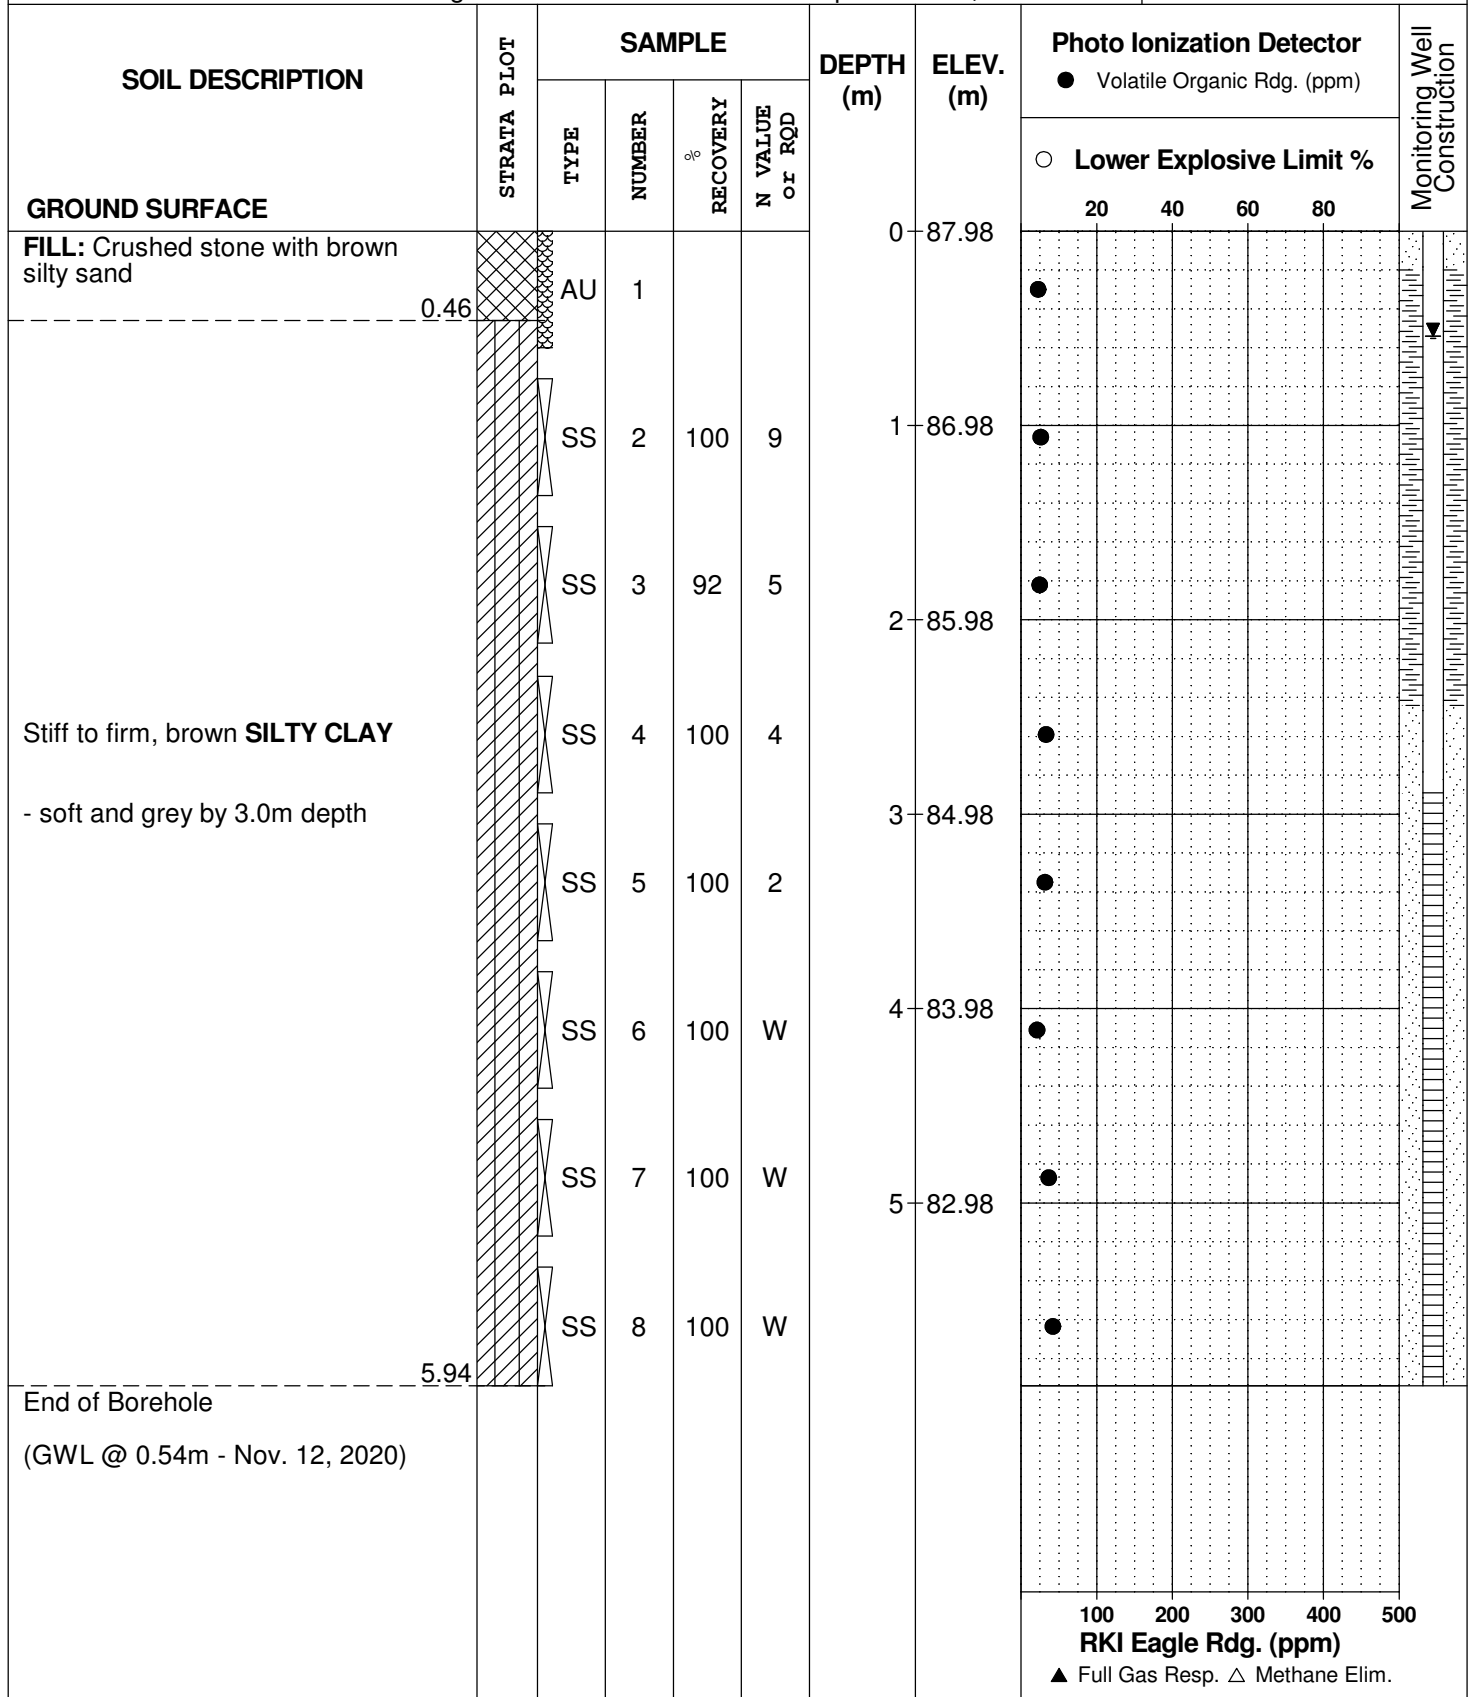 SOIL DESCRIPTION
GROUND SURFACE
STRATA PLOT
SAMPLE
TYPE
NUMBER
%
RECOVERY
N VALUE
or RQD
DEPTH
(m)
ELEV.
(m)
Photo Ionization Detector
● Volatile Organic Rdg. (ppm)
○ Lower Explosive Limit %
20 40 60 80
Monitoring Well
Construction
FILL: Crushed stone with brown
silty sand
0.46
AU 1
0 87.98
SS 2 100 9
1 86.98
SS 3 92 5
2 85.98
Stiff to firm, brown SILTY CLAY
SS 4 100 4
- soft and grey by 3.0m depth
3 84.98
SS 5 100 2
4 83.98
SS 6 100 W
SS 7 100 W
5 82.98
SS 8 100 W
5.94
End of Borehole
(GWL @ 0.54m - Nov. 12, 2020)
100 200 300 400 500
RKI Eagle Rdg. (ppm)
▲ Full Gas Resp. △ Methane Elim.